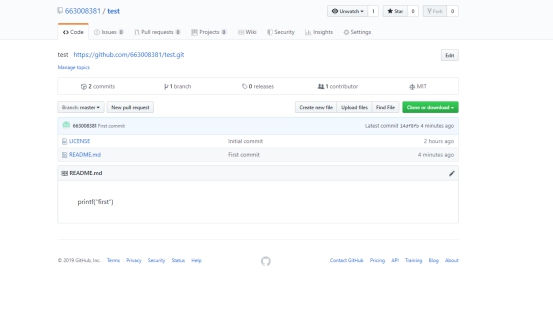 663008381 / test
Unwatch 1 Star 0 Fork 0
Code Issues 0 Pull requests 0 Projects 0 Wiki Security Insights Settings
test https://github.com/663008381/test.git Edit
Manage topics
2 commits 1 branch 0 releases 1 contributor MIT
Branch: master New pull request Create new file Upload files Find File Clone or download
663008381 First commit Latest commit 4 minutes ago
LICENSE Initial commit 2 hours ago
README.md First commit 4 minutes ago
README.md
printf("first")
© 2019 GitHub, Inc. Terms Privacy Security Status Help Contact GitHub Pricing API Training Blog About